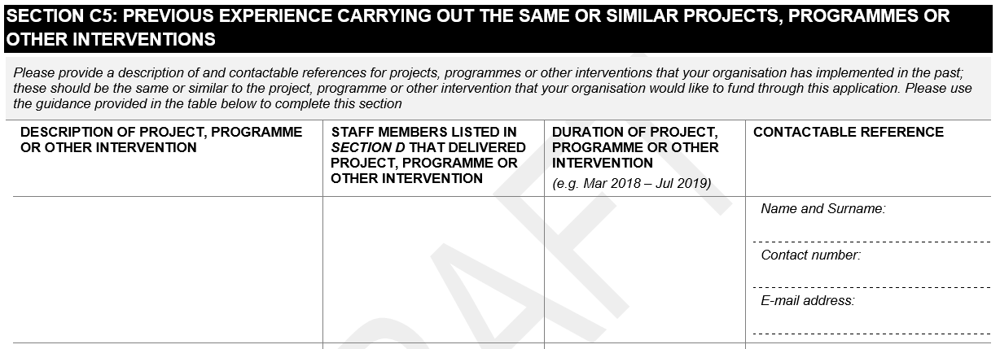 SECTION C5: PREVIOUS EXPERIENCE CARRYING OUT THE SAME OR SIMILAR PROJECTS, PROGRAMMES OR
OTHER INTERVENTIONS
Please provide a description of and contactable references for projects, programmes or other interventions that your organisation has implemented in the past;
these should be the same or similar to the project, programme or other intervention that your organisation would like to fund through this application. Please use
the guidance provided in the table below to complete this section
DESCRIPTION OF PROJECT, PROGRAMME
OR OTHER INTERVENTION
STAFF MEMBERS LISTED IN
SECTION D THAT DELIVERED
PROJECT, PROGRAMME OR
OTHER INTERVENTION
DURATION OF PROJECT,
PROGRAMME OR OTHER
INTERVENTION
(e.g. Mar 2018 – Jul 2019)
CONTACTABLE REFERENCE
Name and Surname:
Contact number:
E-mail address:
DRAFT